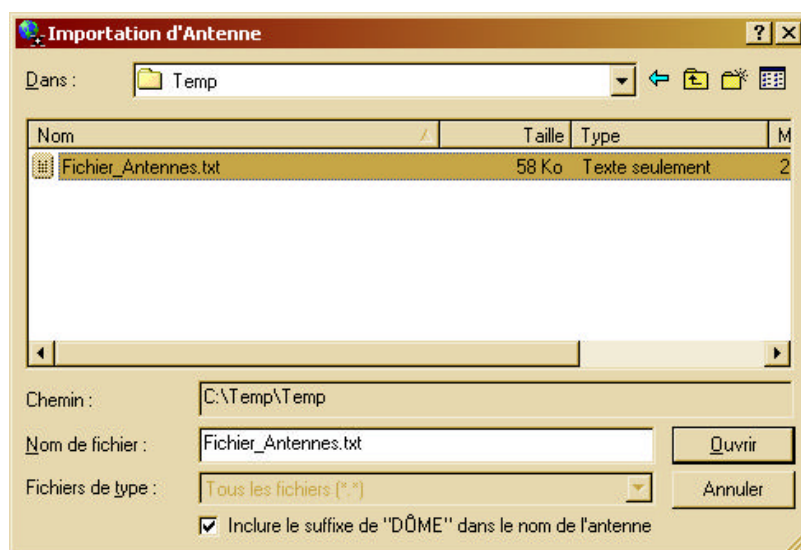 Importation d'Antenne
Dans : Temp
Nom Taille Type M
Fichier_Antennes.txt 58 Ko Texte seulement 2
Chemin : C:\Temp\Temp
Nom de fichier : Fichier_Antennes.txt Ouvrir
Fichiers de type : Tous les fichiers (*.*) Annuler
Inclure le suffixe de "DÔME" dans le nom de l'antenne